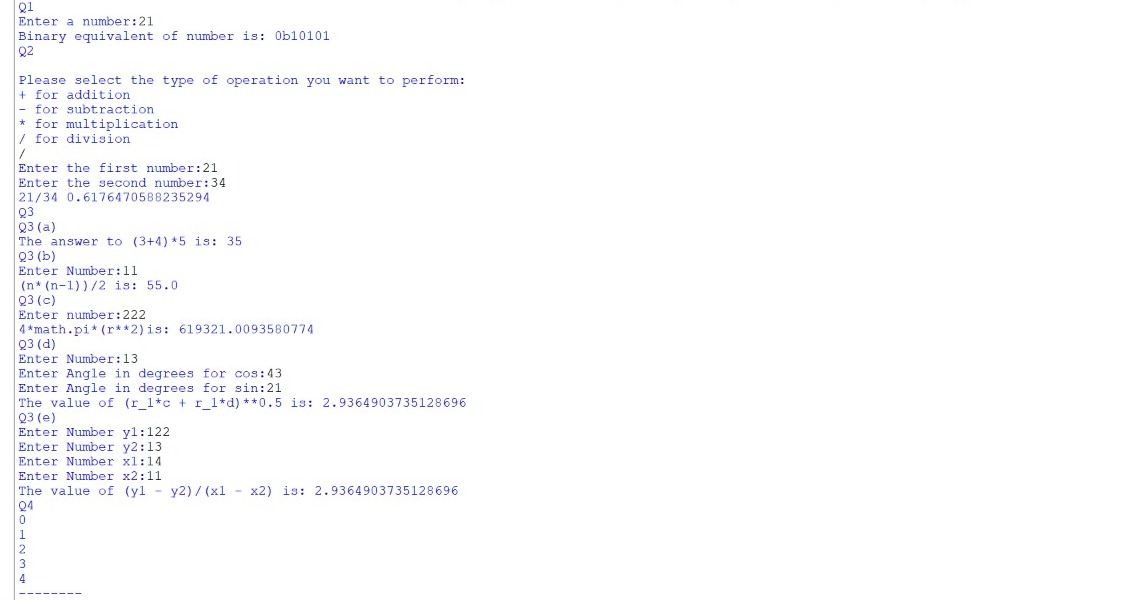 Q1
Enter a number:21
Binary equivalent of number is: 0b10101
Q2
Please select the type of operation you want to perform:
+ for addition
- for subtraction
* for multiplication
/ for division
/
Enter the first number:21
Enter the second number:34
21/34 0.6176470588235294
Q3
Q3(a)
The answer to (3+4)*5 is: 35
Q3(b)
Enter Number:11
(n*(n-1))/2 is: 55.0
Q3(c)
Enter number:222
4*math.pi*(r**2)is: 619321.0093580774
Q3(d)
Enter Number:13
Enter Angle in degrees for cos:43
Enter Angle in degrees for sin:21
The value of (r_1*c + r_1*d)**0.5 is: 2.9364903735128696
Q3(e)
Enter Number y1:122
Enter Number y2:13
Enter Number x1:14
Enter Number x2:11
The value of (y1 - y2)/(x1 - x2) is: 2.9364903735128696
Q4
0
1
2
3
4
--------